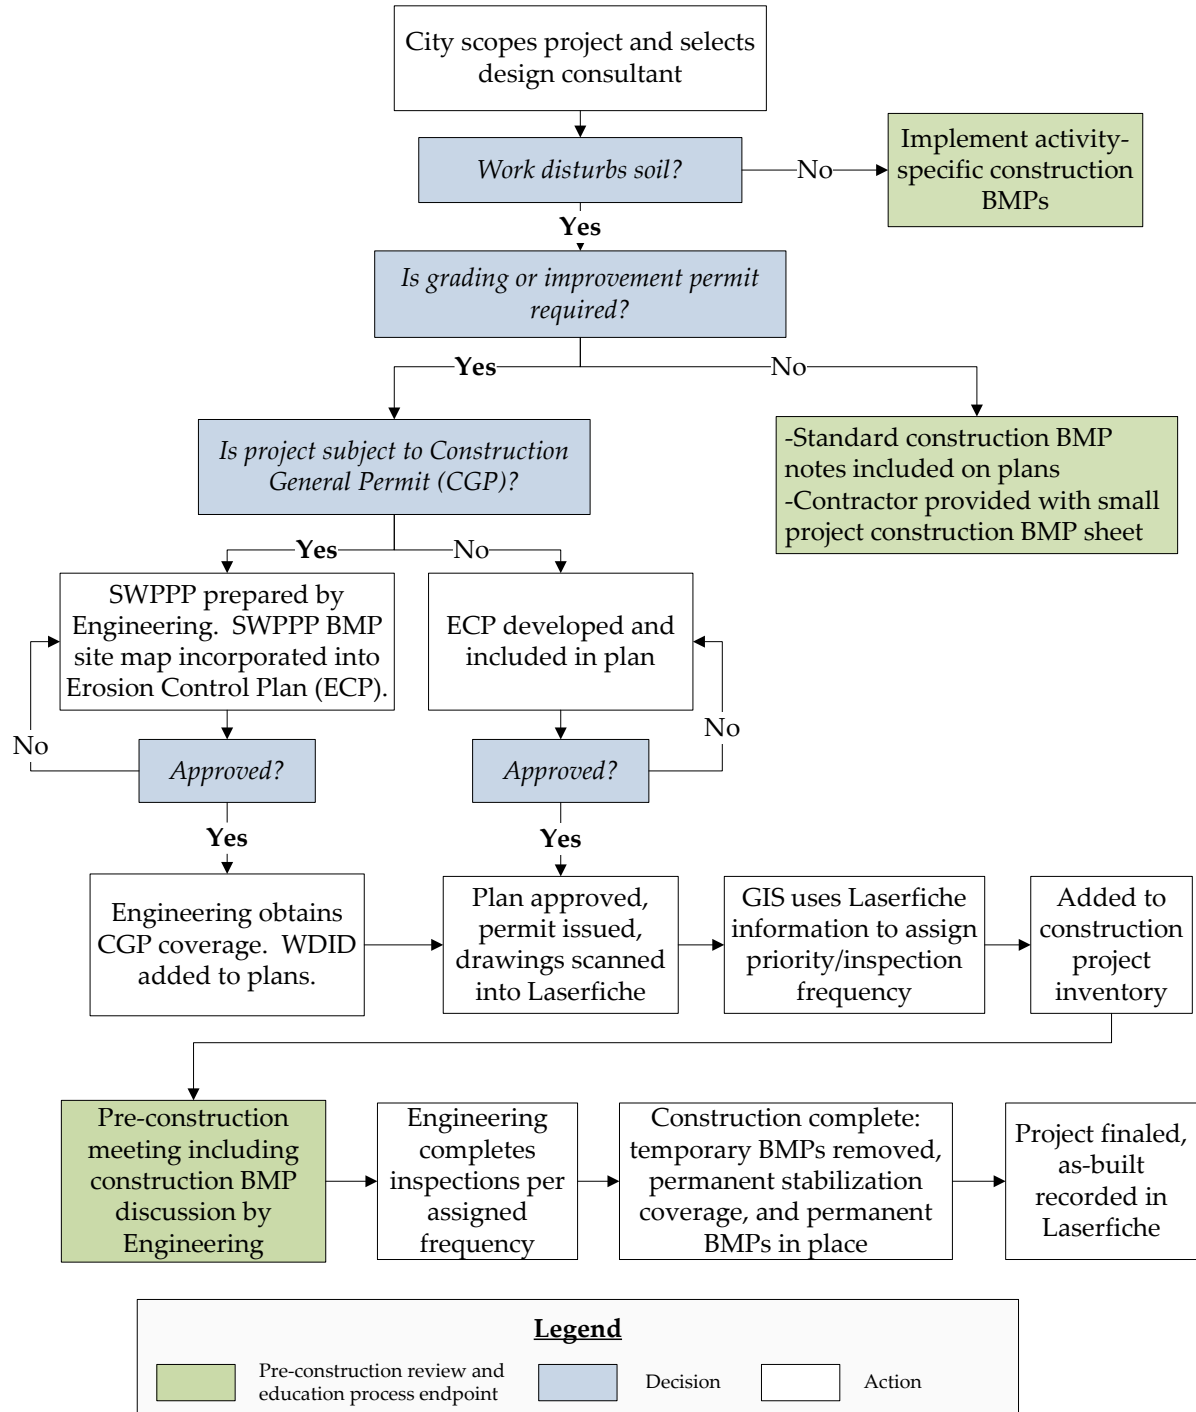 City scopes project and selects
design consultant
Work disturbs soil?
No
Implement activity-
specific construction
BMPs
Yes
Is grading or improvement permit
required?
Yes
No
Is project subject to Construction
General Permit (CGP)?
-Standard construction BMP
notes included on plans
-Contractor provided with small
project construction BMP sheet
Yes
No
SWPPP prepared by
Engineering.  SWPPP BMP
site map incorporated into
Erosion Control Plan (ECP).
ECP developed and
included in plan
No
No
Approved?
Approved?
Yes
Yes
Engineering obtains
CGP coverage.  WDID
added to plans.
Plan approved,
permit issued,
drawings scanned
into Laserfiche
GIS uses Laserfiche
information to assign
priority/inspection
frequency
Added to
construction
project
inventory
Pre-construction
meeting including
construction BMP
discussion by
Engineering
Engineering
completes
inspections per
assigned
frequency
Construction complete:
temporary BMPs removed,
permanent stabilization
coverage, and permanent
BMPs in place
Project finaled,
as-built
recorded in
Laserfiche
Legend
Pre-construction review and
education process endpoint
Decision
Action